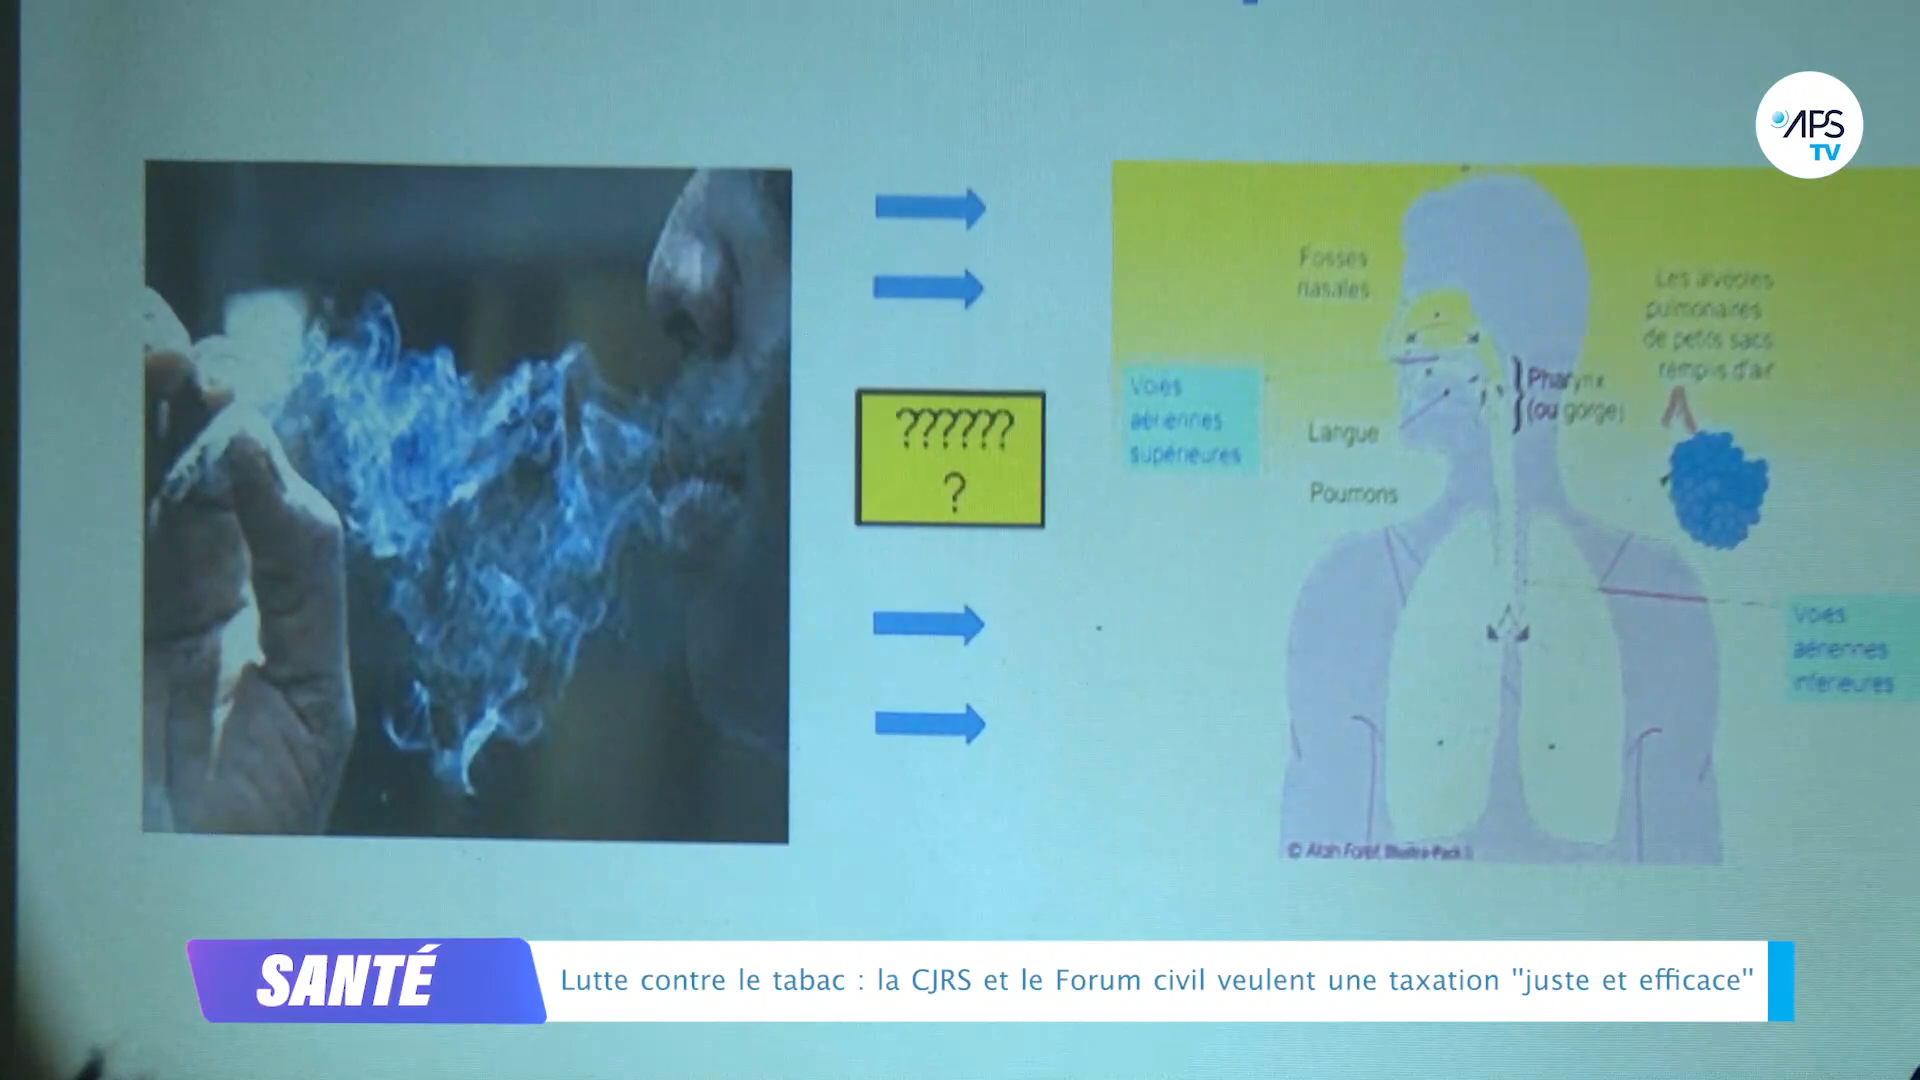 APS
TV
Fosses
nasales
Les alvéoles
pulmonaires
de petits sacs
remplis d'air
Voies
aériennes
supérieures
Pharynx
(ou gorge)
Langue
Poumons
??????
?
Voies
aériennes
inférieures
© Alain Foret,
SANTÉ
Lutte contre le tabac : la CJRS et le Forum civil veulent une taxation "juste et efficace"